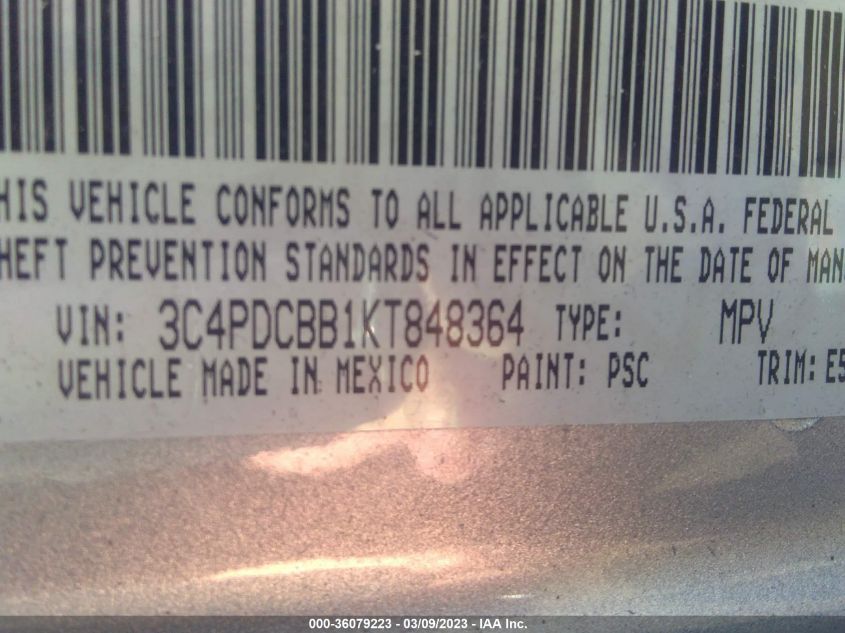 HIS VEHICLE CONFORMS TO ALL APPLICABLE U.S.A. FEDERAL
HEFT PREVENTION STANDARDS IN EFFECT ON THE DATE OF MAN
VIN: 3C4PDCBB1KT848364 TYPE: MPV
VEHICLE MADE IN MEXICO PAINT: PSC TRIM: E5
000-36079223 - 03/09/2023 - IAA Inc.